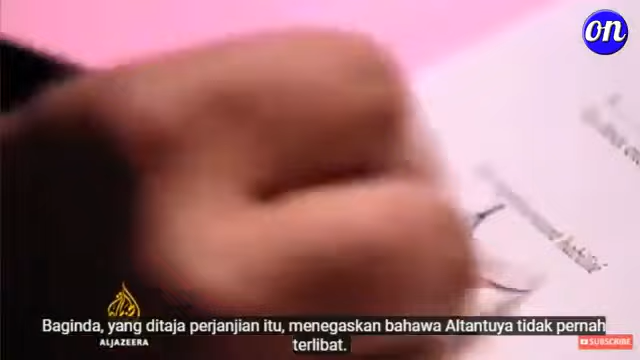 on
Baginda, yang ditaja perjanjian itu, menegaskan bahawa Altantuya tidak pernah
terlibat.
ALJAZEERA
SUBSCRIBE